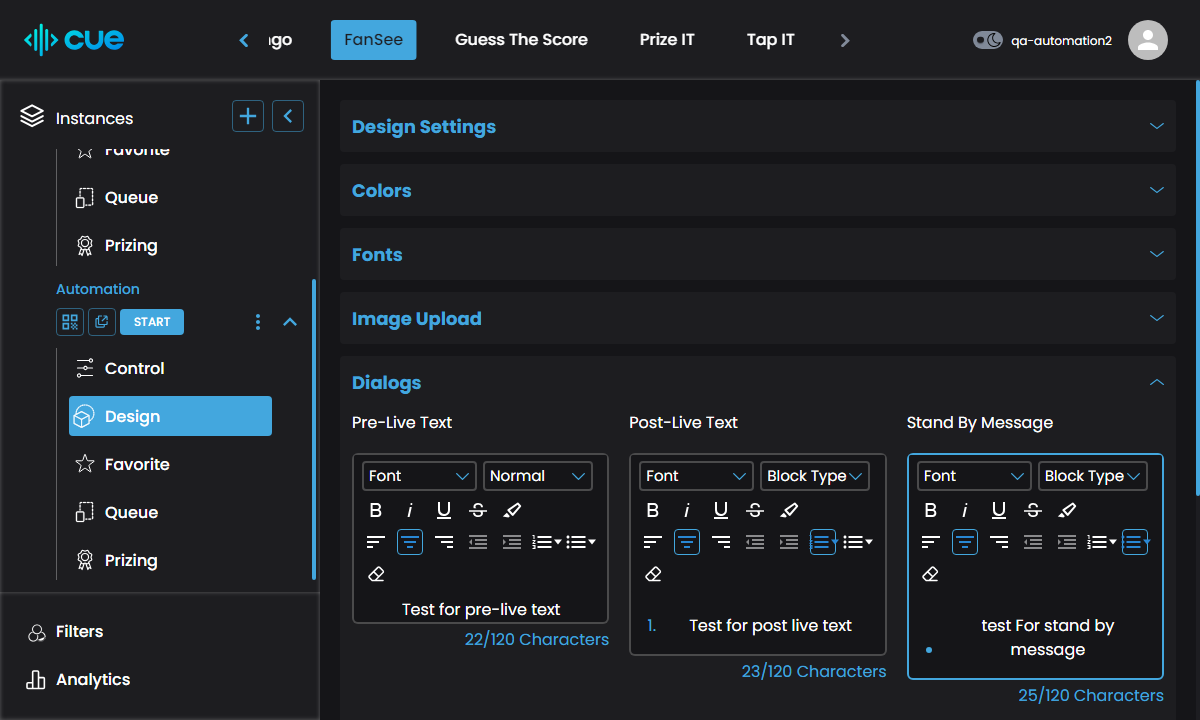 cue
FanSee
Guess The Score
Prize IT
Tap IT
qa-automation2
Instances
Favorite
Queue
Prizing
Automation
START
Control
Design
Favorite
Queue
Prizing
Filters
Analytics
Design Settings
Colors
Fonts
Image Upload
Dialogs
Pre-Live Text
Font
Normal
B i U S
Test for pre-live text
22/120 Characters
Post-Live Text
Font
Block Type
B i U S
1. Test for post live text
23/120 Characters
Stand By Message
Font
Block Type
B i U S
• test For stand by
message
25/120 Characters